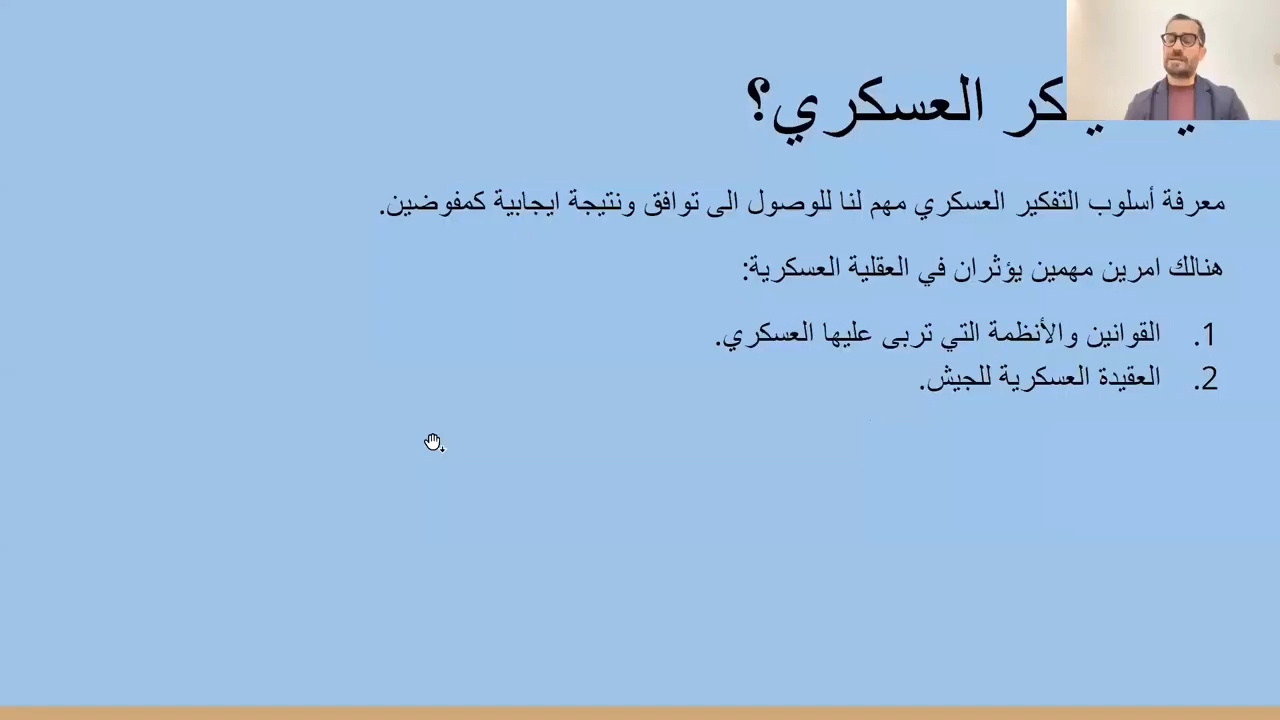 العسكري؟
معرفة أسلوب التفكير العسكري مهم لنا للوصول الى توافق ونتيجة ايجابية كمفوضين.
هنالك امرين مهمين يؤثران في العقلية العسكرية:
1. القوانين والأنظمة التي تربى عليها العسكري.
2. العقيدة العسكرية للجيش.